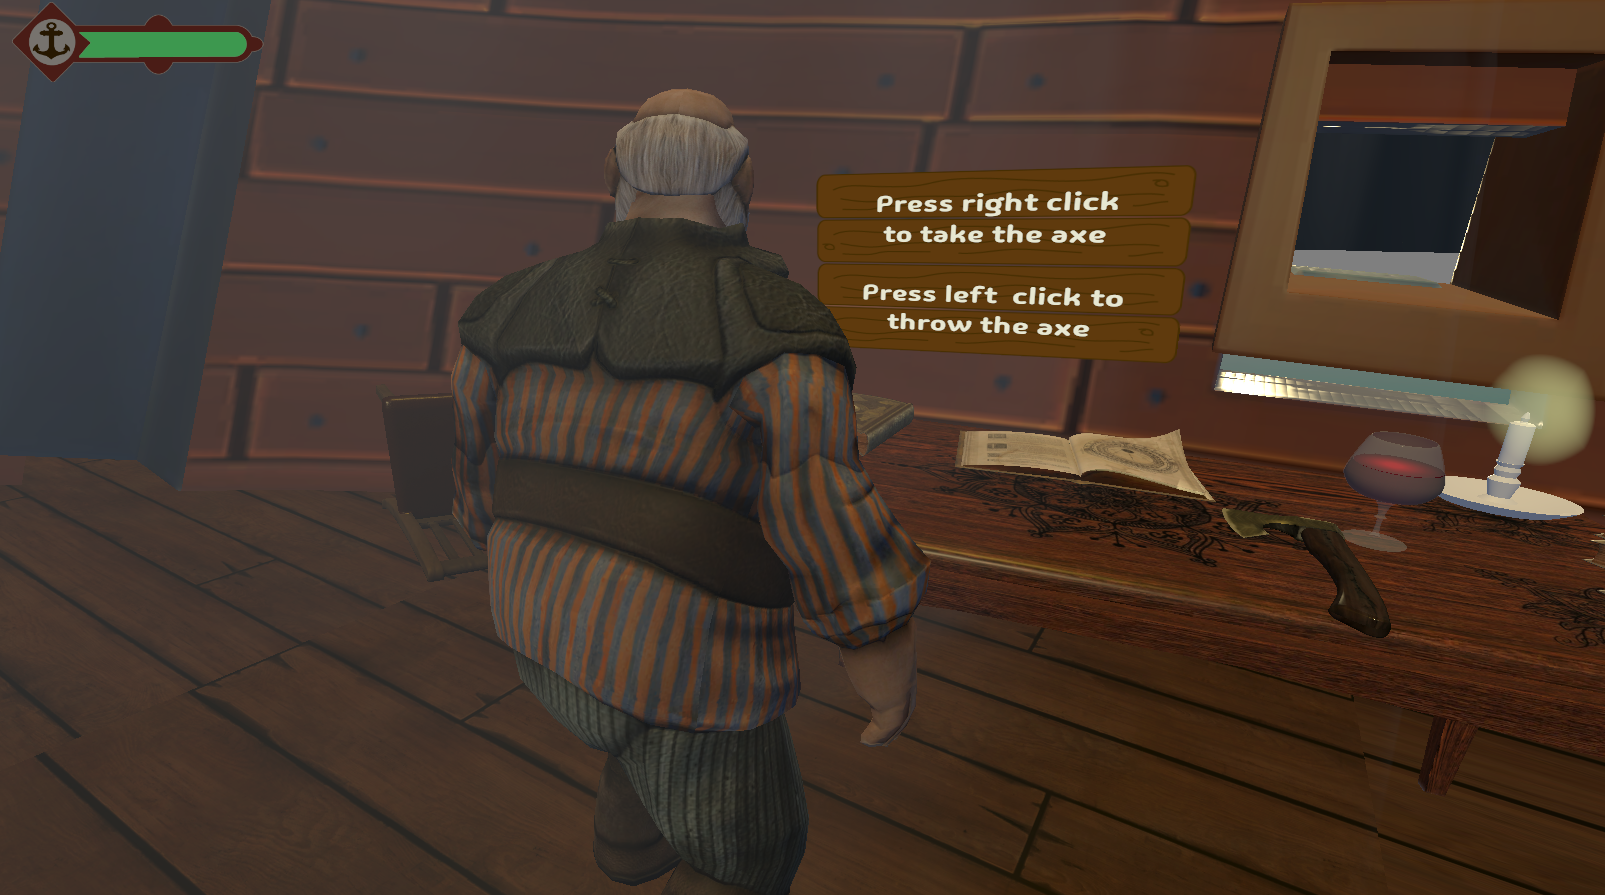 Press right click
to take the axe
Press left click to
throw the axe